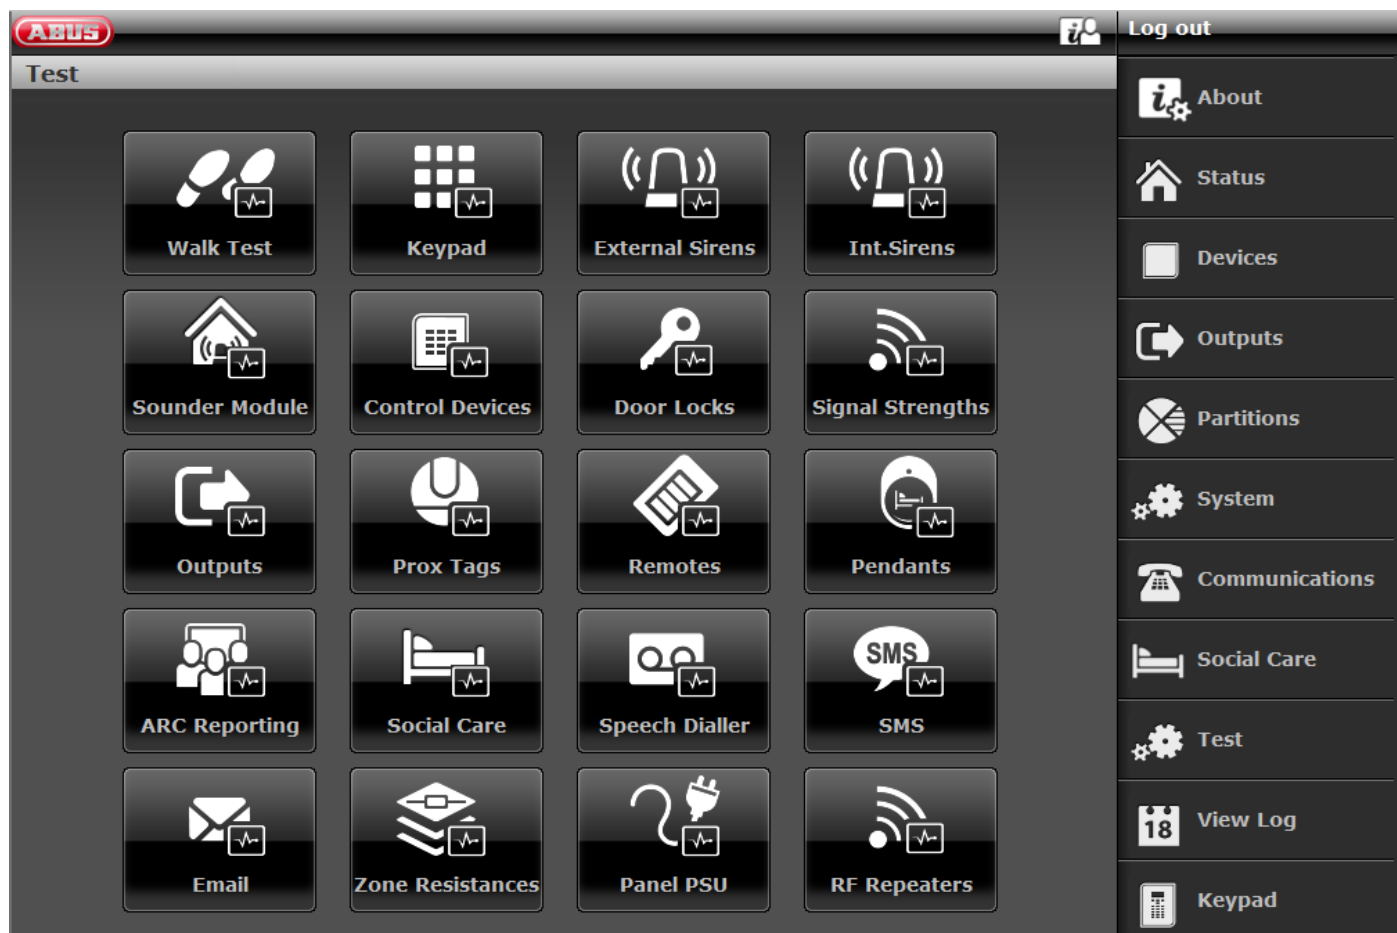 ABUS
Log out
Test
Walk Test
Keypad
External Sirens
Int.Sirens
Sounder Module
Control Devices
Door Locks
Signal Strengths
Outputs
Prox Tags
Remotes
Pendants
ARC Reporting
Social Care
Speech Dialler
SMS
SMS
Email
Zone Resistances
Panel PSU
RF Repeaters
i
About
Status
Devices
Outputs
Partitions
System
Communications
Social Care
Test
18
View Log
Keypad